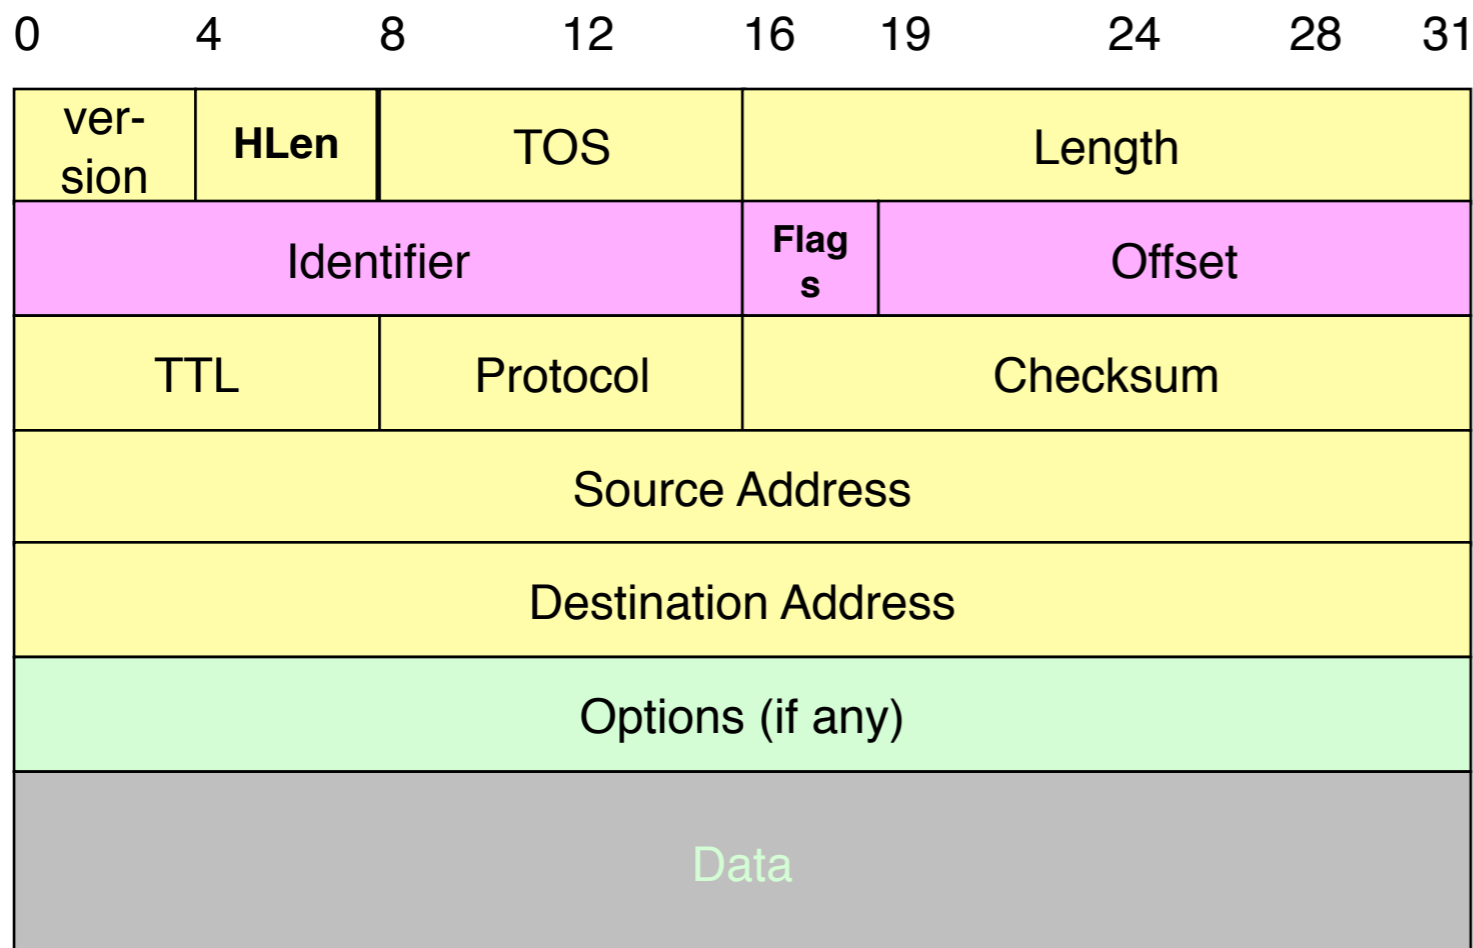 0 4 8 12 16 19 24 28 31
ver-
sion
HLen
TOS
Length
Identifier
Flag
s
Offset
TTL
Protocol
Checksum
Source Address
Destination Address
Options (if any)
Data